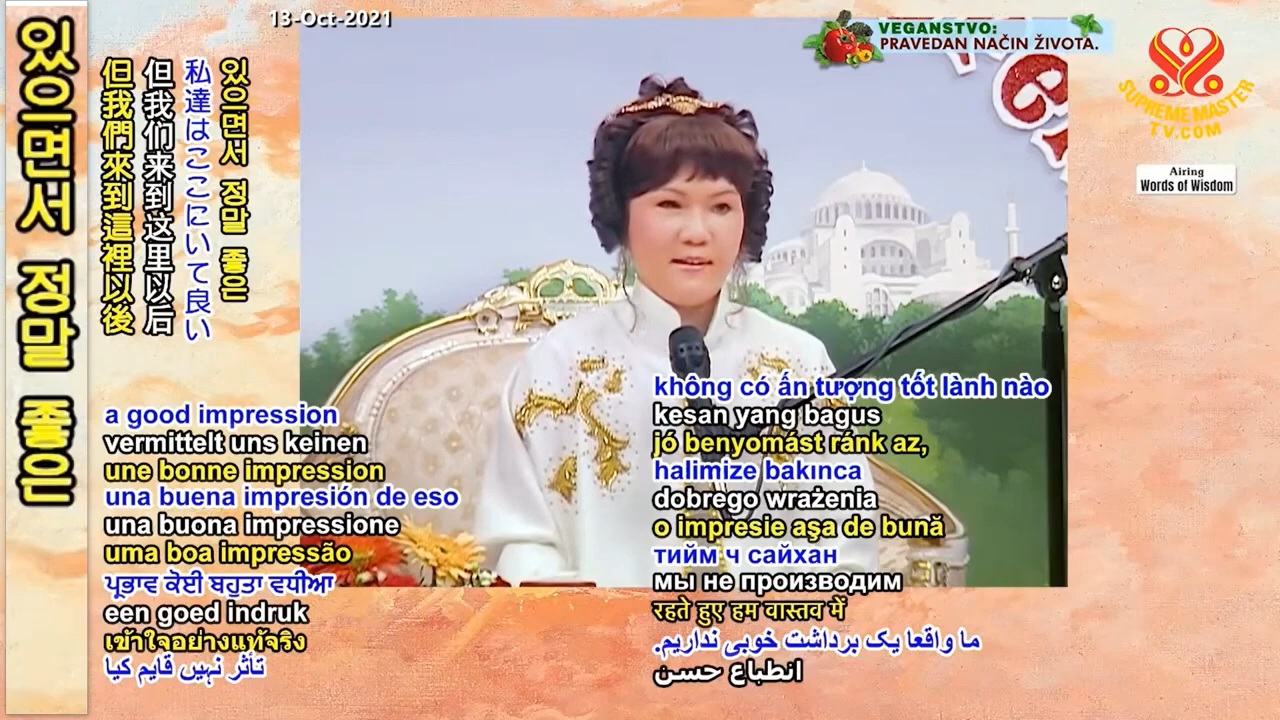 13-Oct-2021
VEGANSTVO:
PRAVEDAN NAČIN ŽIVOTA.
SUPREME MASTER
TV.COM
Airing
Words of Wisdom
있으면서 정말 좋은
있으면서 정말 좋은
私達はここにいて良い
但我们来到这里以后
但我們來到這裡以後
a good impression
vermittelt uns keinen
une bonne impression
una buena impresión de eso
una buona impressione
uma boa impressão
ਪ੍ਰਭਾਵ ਕੋਈ ਬਹੁਤਾ ਵਧੀਆ
een goed indruk
เข้าใจอย่างแท้จริง
تأثر نہیں قایم کیا
không có ấn tượng tốt lành nào
kesan yang bagus
jó benyomást ránk az,
halimize bakınca
dobrego wrażenia
o impresie aşa de bună
тийм ч сайхан
мы не производим
रहते हुए हम वास्तव में
ما واقعا یک برداشت خوبی نداریم.
انطباع حسن